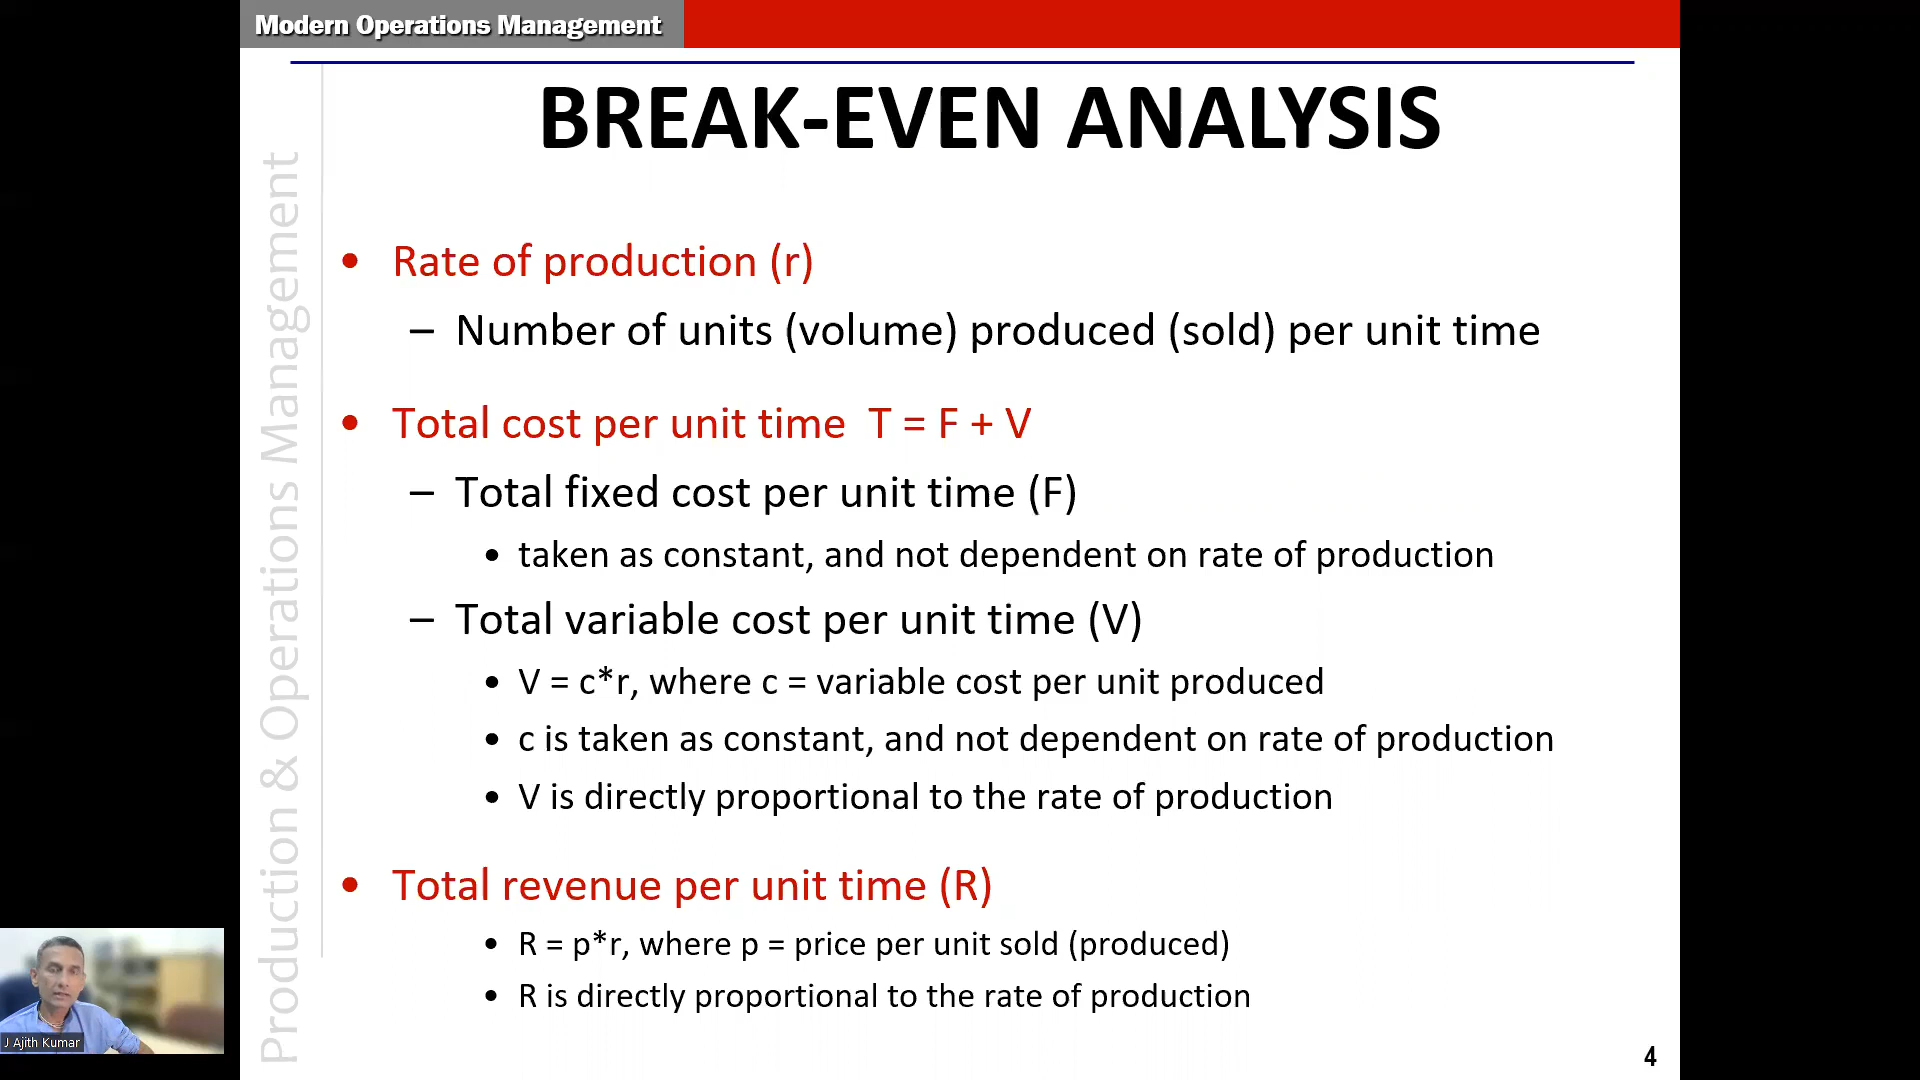 Modern Operations Management
BREAK-EVEN ANALYSIS
Production & Operations Management
• Rate of production (r)
– Number of units (volume) produced (sold) per unit time
• Total cost per unit time T = F + V
– Total fixed cost per unit time (F)
• taken as constant, and not dependent on rate of production
– Total variable cost per unit time (V)
• V = c*r, where c = variable cost per unit produced
• c is taken as constant, and not dependent on rate of production
• V is directly proportional to the rate of production
• Total revenue per unit time (R)
• R = p*r, where p = price per unit sold (produced)
• R is directly proportional to the rate of production
J Ajith Kumar
4